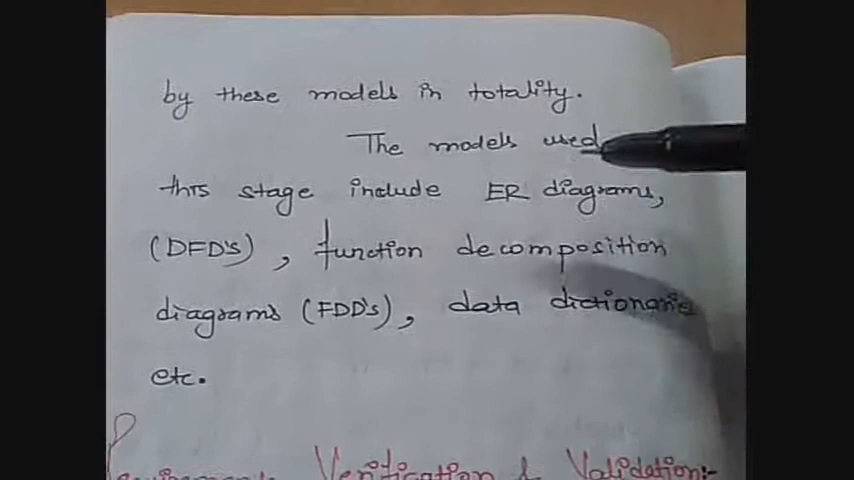 by these models in totality.
The models used
this stage include ER diagrams,
(DFD's), function decomposition
diagrams (FDD's), data dictionarie
etc.
Requirements Verification & Validation:-